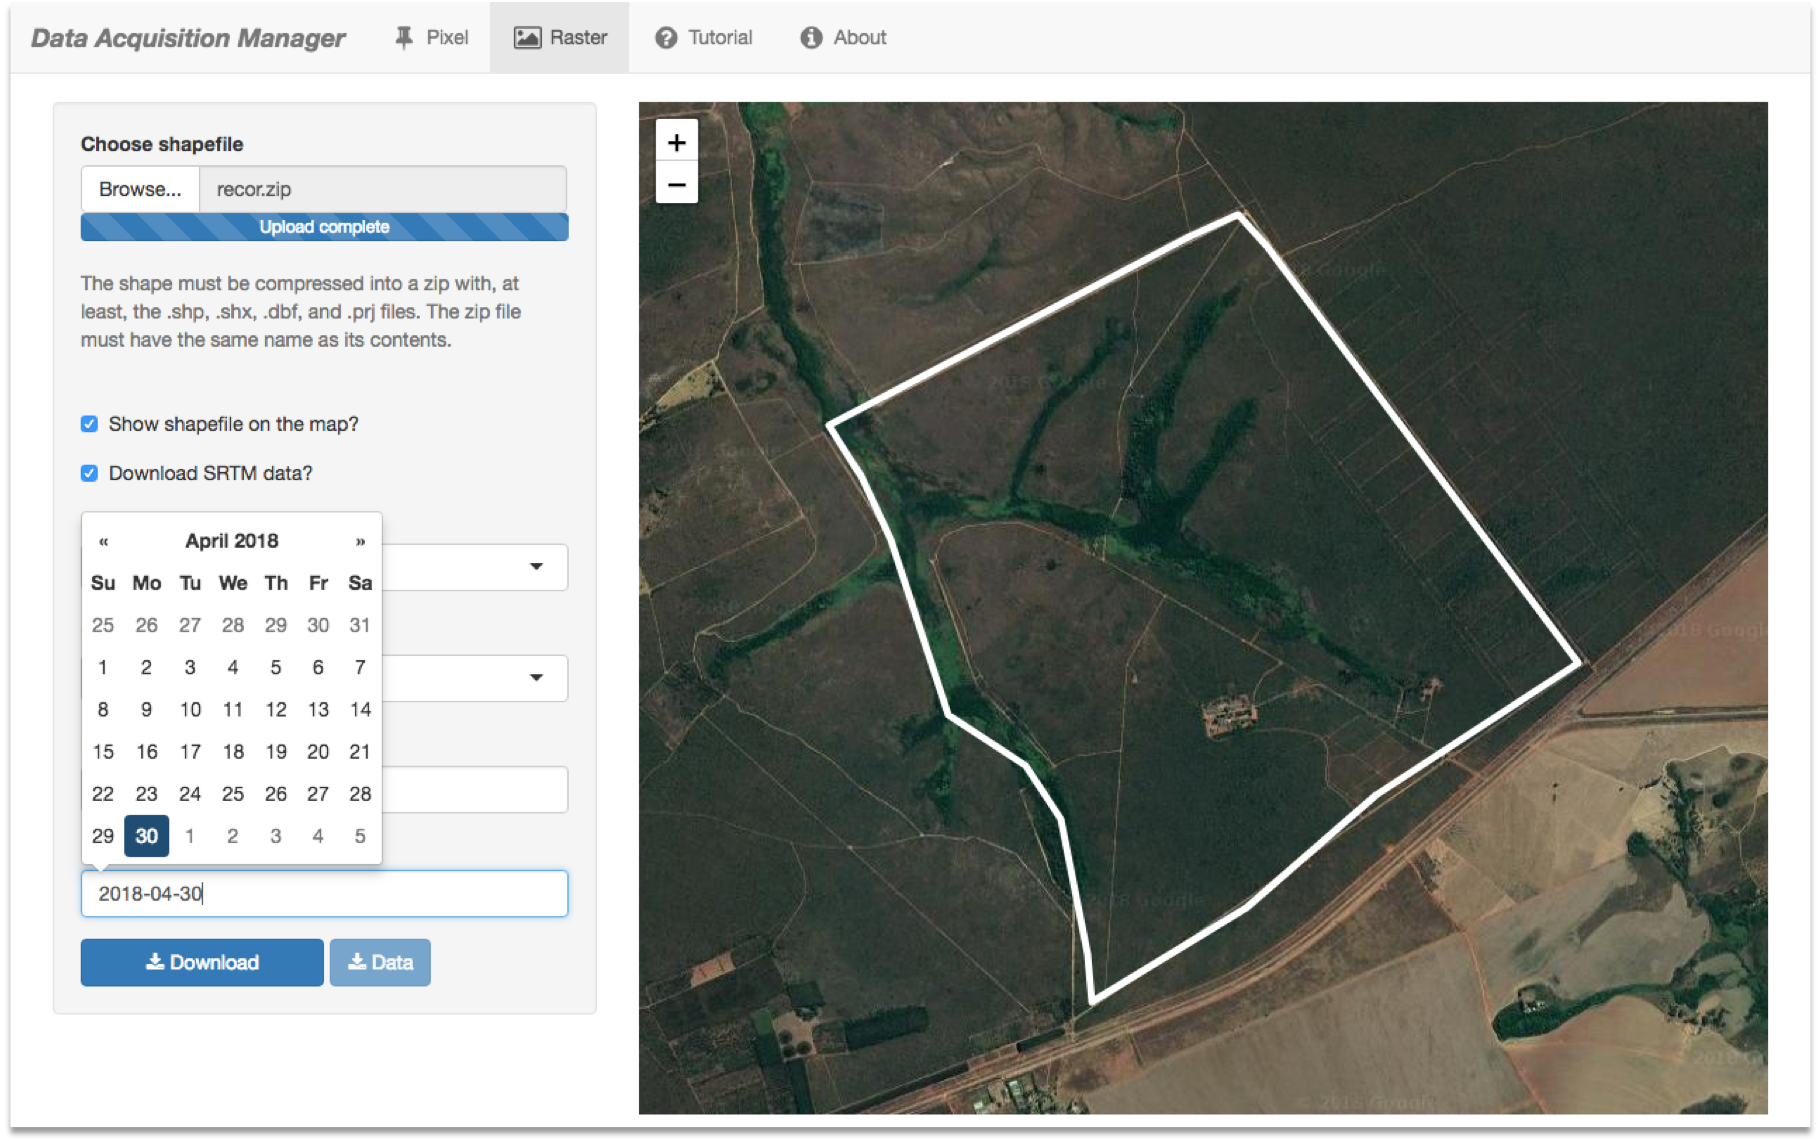 Data Acquisition Manager Pixel Raster Tutorial About
Choose shapefile
Browse... recor.zip
Upload complete
The shape must be compressed into a zip with, at
least, the .shp, .shx, .dbf, and .prj files. The zip file
must have the same name as its contents.
Show shapefile on the map?
Download SRTM data?
« April 2018 »
Su Mo Tu We Th Fr Sa
25 26 27 28 29 30 31
1 2 3 4 5 6 7
8 9 10 11 12 13 14
15 16 17 18 19 20 21
22 23 24 25 26 27 28
29 30 1 2 3 4 5
2018-04-30
Download Data
+
−